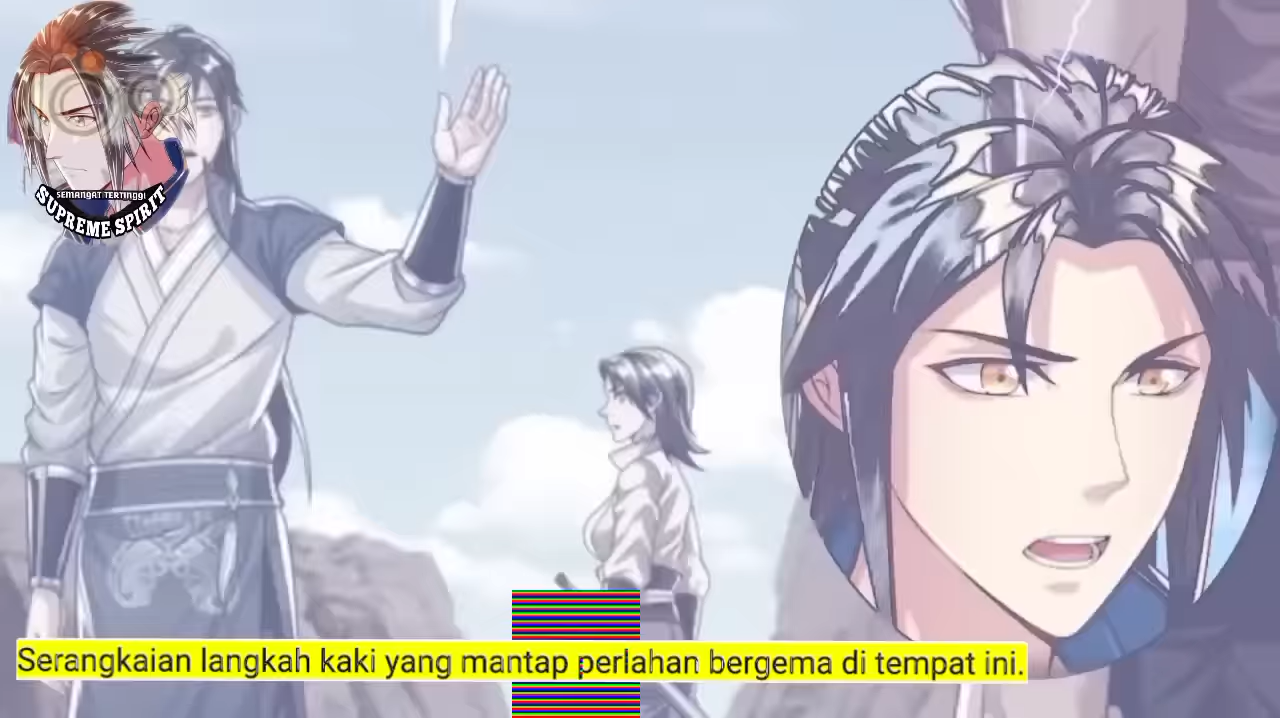 SEMANGAT TERTINGGI
SUPREME SPIRIT
Serangkaian langkah kaki yang mantap perlahan bergema di tempat ini.